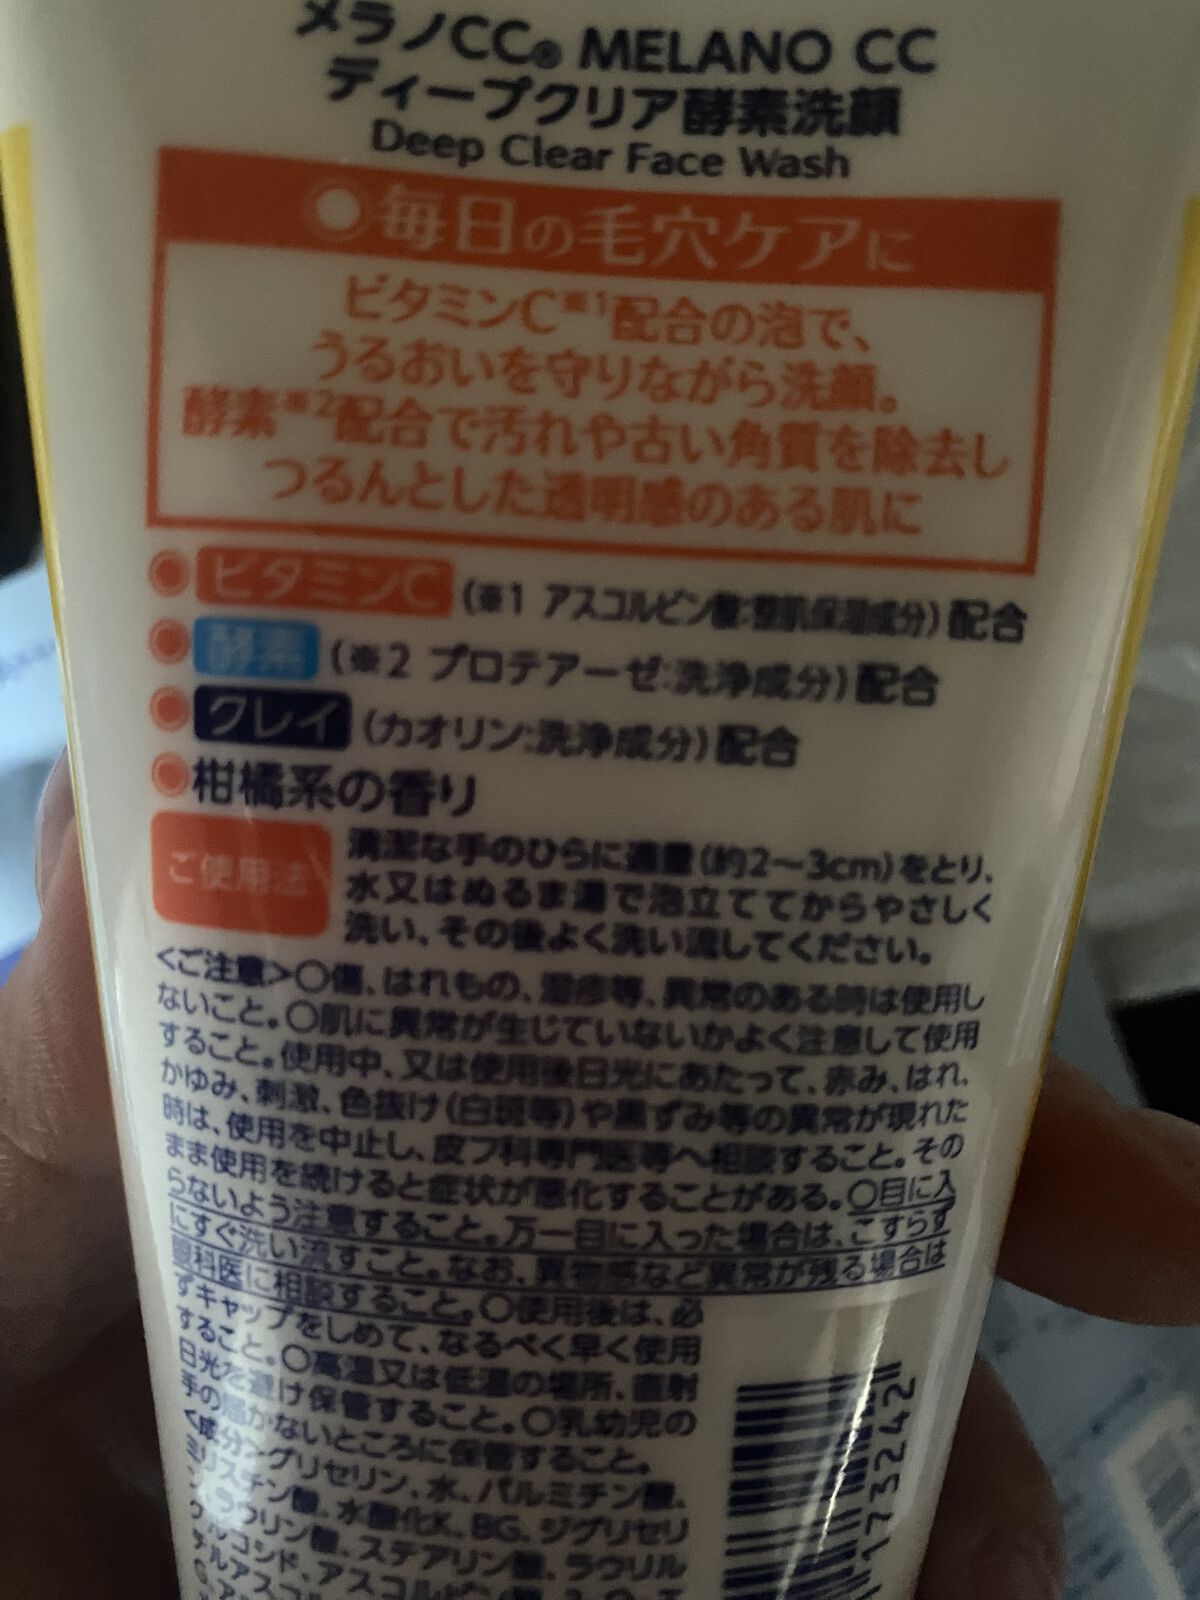 メラノCC® MELANO CC
ディープクリア酵素洗顔
Deep Clear Face Wash
毎日の毛穴ケアに
ビタミンC※1配合の泡で、
うるおいを守りながら洗顔。
酵素※2配合で汚れや古い角質を除去し
つるんとした透明感のある肌に
ビタミンC (※1 アスコルビン酸:整肌保湿成分)配合
酵素 (※2 プロテアーゼ:洗浄成分)配合
クレイ (カオリン:洗浄成分)配合
柑橘系の香り
ご使用法 清潔な手のひらに適量(約2〜3cm)をとり、
水又はぬるま湯で泡立ててからやさしく
洗い、その後よく洗い流してください。
<ご注意>○傷、はれもの、湿疹等、異常のある時は使用し
ないこと。○肌に異常が生じていないかよく注意して使用
すること。使用中、又は使用後日光にあたって、赤み、はれ、
かゆみ、刺激、色抜け(白斑等)や黒ずみ等の異常が現れた
時は、使用を中止し、皮フ科専門医等へ相談すること。その
まま使用を続けると症状が悪化することがある。○目に入
らないよう注意すること。万一目に入った場合は、こすらず
にすぐ洗い流すこと。なお、異物感など異常が残る場合は
眼科医に相談すること。○使用後は、必
ずキャップをしめて、なるべく早く使用
すること。○高温又は低温の場所、直射
日光を避け保管すること。○乳幼児の
手の届かないところに保管すること。
<成分>グリセリン、水、パルミチン酸、
ミリスチン酸、水酸化K、BG、ジグリセリ
ン、ラウリン酸、ステアリン酸、ラウリル
グルコシド、アスコルビン酸
173242